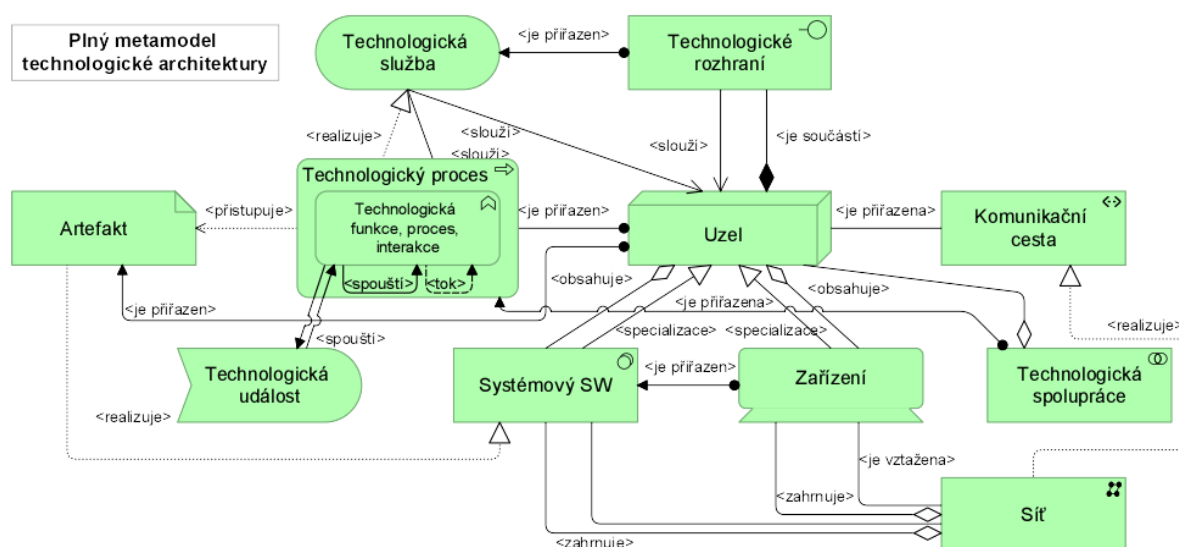 Plný metamodel
technologické architektury
Technologická
služba
<je přiřazen>
Technologické
rozhraní
<realizuje>
<slouží>
<slouží>
<slouží>
<je součástí>
Technologický proces
Technologická
funkce, proces,
interakce
<spouští>
<tok>
Artefakt
<přistupuje>
<je přiřazen>
Uzel
<je přiřazena>
Komunikační
cesta
<je přiřazen>
<obsahuje>
<je přiřazena>
<obsahuje>
<spouští>
<specializace>
<specializace>
<realizuje>
Technologická
událost
<realizuje>
Systémový SW
<je přiřazen>
Zařízení
Technologická
spolupráce
<je vztažena>
<zahrnuje>
Síť
<zahrnuje>